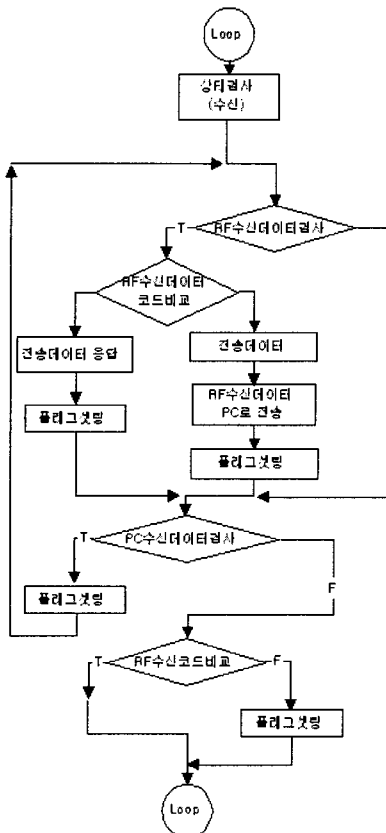 Loop
상태검사
(수신)
RF수신데이터검사
T
RF수신데이터
코드비교
전송데이터 응답
전송데이터
플래그셋팅
RF수신데이터
PC로 전송
플래그셋팅
PC수신데이터검사
T
플래그셋팅
F
RF수신코드비교
T
F
플래그셋팅
Loop